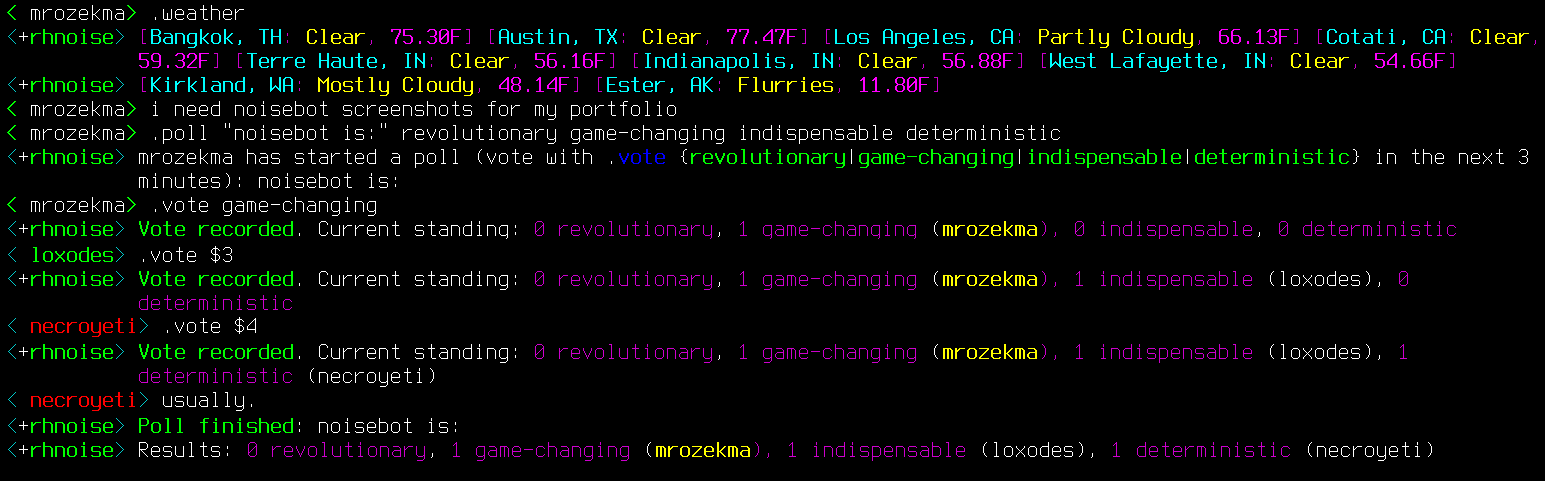 < mrozekma> .weather
<+rhnoise> [Bangkok, TH: Clear, 75.30F] [Austin, TX: Clear, 77.47F] [Los Angeles, CA: Partly Cloudy, 66.13F] [Cotati, CA: Clear,
59.32F] [Terre Haute, IN: Clear, 56.16F] [Indianapolis, IN: Clear, 56.88F] [West Lafayette, IN: Clear, 54.66F]
<+rhnoise> [Kirkland, WA: Mostly Cloudy, 48.14F] [Ester, AK: Flurries, 11.80F]
< mrozekma> i need noisebot screenshots for my portfolio
< mrozekma> .poll "noisebot is:" revolutionary game-changing indispensable deterministic
<+rhnoise> mrozekma has started a poll (vote with .vote {revolutionary|game-changing|indispensable|deterministic} in the next 3
minutes): noisebot is:
< mrozekma> .vote game-changing
<+rhnoise> Vote recorded. Current standing: 0 revolutionary, 1 game-changing (mrozekma), 0 indispensable, 0 deterministic
< loxodes> .vote $3
<+rhnoise> Vote recorded. Current standing: 0 revolutionary, 1 game-changing (mrozekma), 1 indispensable (loxodes), 0
deterministic
< necroyeti> .vote $4
<+rhnoise> Vote recorded. Current standing: 0 revolutionary, 1 game-changing (mrozekma), 1 indispensable (loxodes), 1
deterministic (necroyeti)
< necroyeti> usually.
<+rhnoise> Poll finished: noisebot is:
<+rhnoise> Results: 0 revolutionary, 1 game-changing (mrozekma), 1 indispensable (loxodes), 1 deterministic (necroyeti)